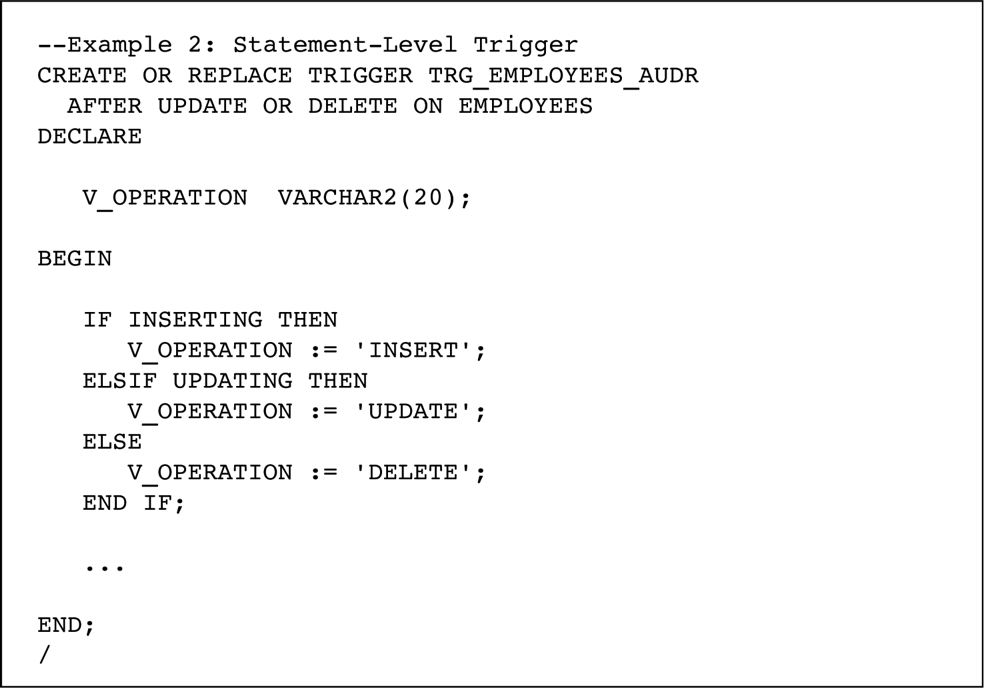 --Example 2: Statement-Level Trigger
CREATE OR REPLACE TRIGGER TRG_EMPLOYEES_AUDR
  AFTER UPDATE OR DELETE ON EMPLOYEES
DECLARE

   V_OPERATION  VARCHAR2(20);

BEGIN

   IF INSERTING THEN
      V_OPERATION := 'INSERT';
   ELSIF UPDATING THEN
      V_OPERATION := 'UPDATE';
   ELSE
      V_OPERATION := 'DELETE';
   END IF;

   ...

END;
/